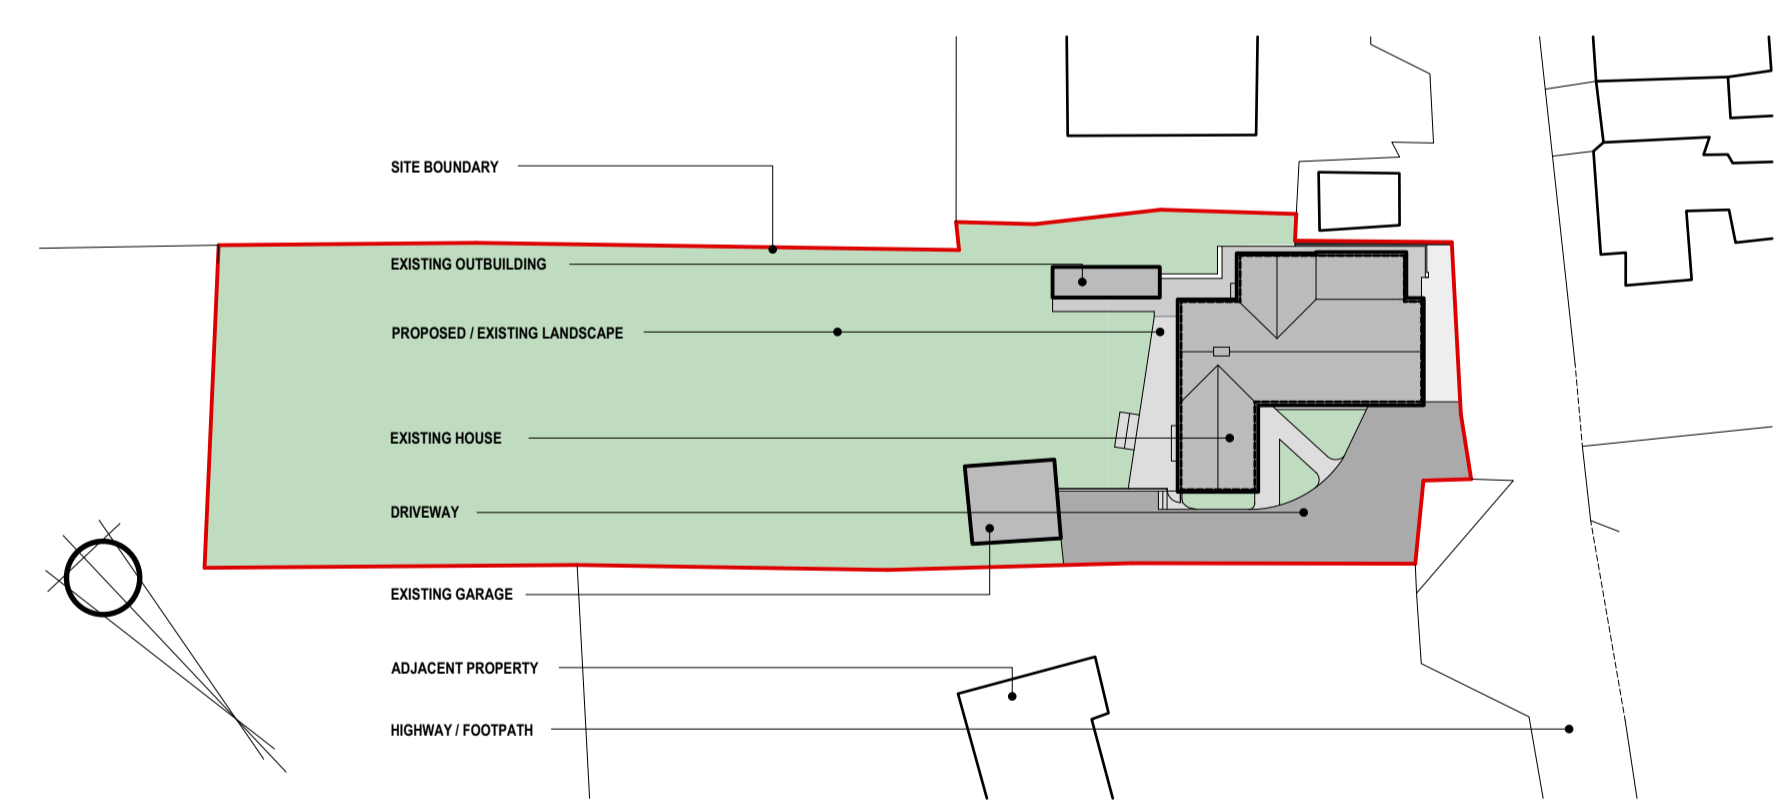 SITE BOUNDARY
EXISTING OUTBUILDING
PROPOSED / EXISTING LANDSCAPE
EXISTING HOUSE
DRIVEWAY
EXISTING GARAGE
ADJACENT PROPERTY
HIGHWAY / FOOTPATH